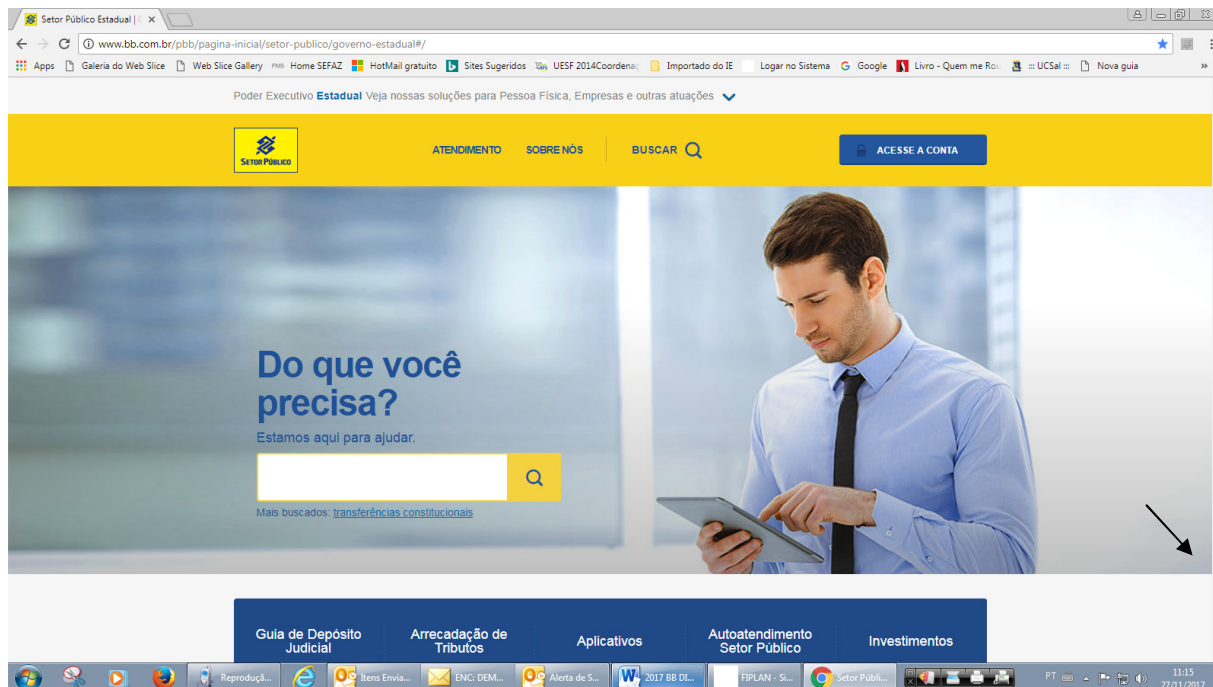 Setor Público Estadual |
www.bb.com.br/pbb/pagina-inicial/setor-publico/governo-estadual#/
Apps Galeria do Web Slice Web Slice Gallery Home SEFAZ HotMail gratuito Sites Sugeridos UESF 2014Coordenaç Importado do IE Logar no Sistema Google Livro - Quem me Rou ::: UCSal ::: Nova guia »
Poder Executivo Estadual Veja nossas soluções para Pessoa Física, Empresas e outras atuações
SETOR PÚBLICO
ATENDIMENTO SOBRE NÓS BUSCAR ACESSE A CONTA
Do que você
precisa?
Estamos aqui para ajudar.
Mais buscados: transferências constitucionais
Guia de Depósito
Judicial
Arrecadação de
Tributos
Aplicativos
Autoatendimento
Setor Público
Investimentos
Reproduçã... Itens Envia... ENC: DEM... Alerta de S... 2017 BB DI... FIPLAN - Si... Setor Públi... PT 11:15
27/11/2017